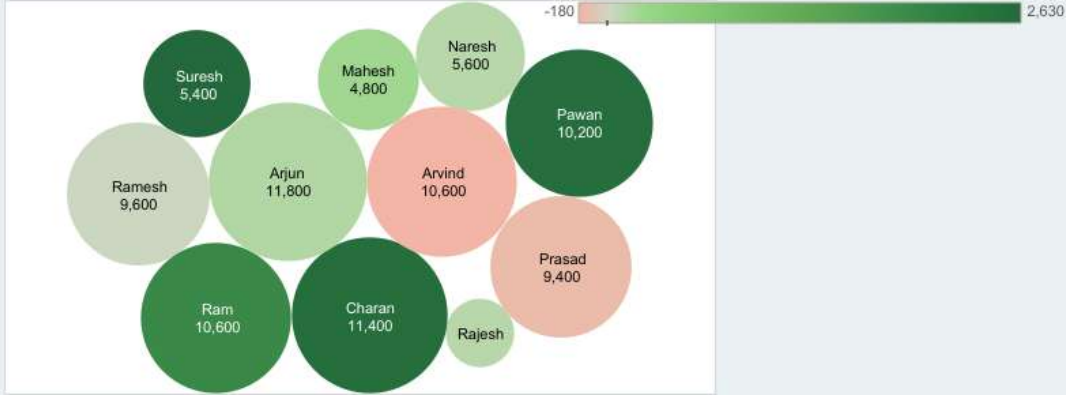 -180
2,630
Naresh
5,600
Suresh
5,400
Mahesh
4,800
Pawan
10,200
Ramesh
9,600
Arjun
11,800
Arvind
10,600
Prasad
9,400
Ram
10,600
Charan
11,400
Rajesh